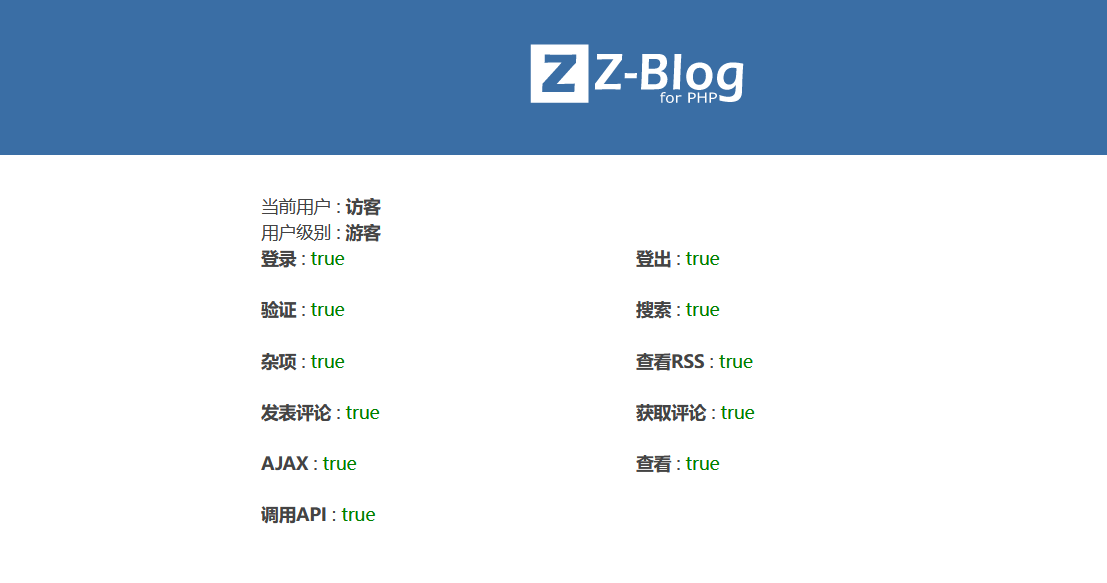 Z Z-Blog
for PHP
当前用户 : 访客
用户级别 : 游客
登录 : true 登出 : true
验证 : true 搜索 : true
杂项 : true 查看RSS : true
发表评论 : true 获取评论 : true
AJAX : true 查看 : true
调用API : true